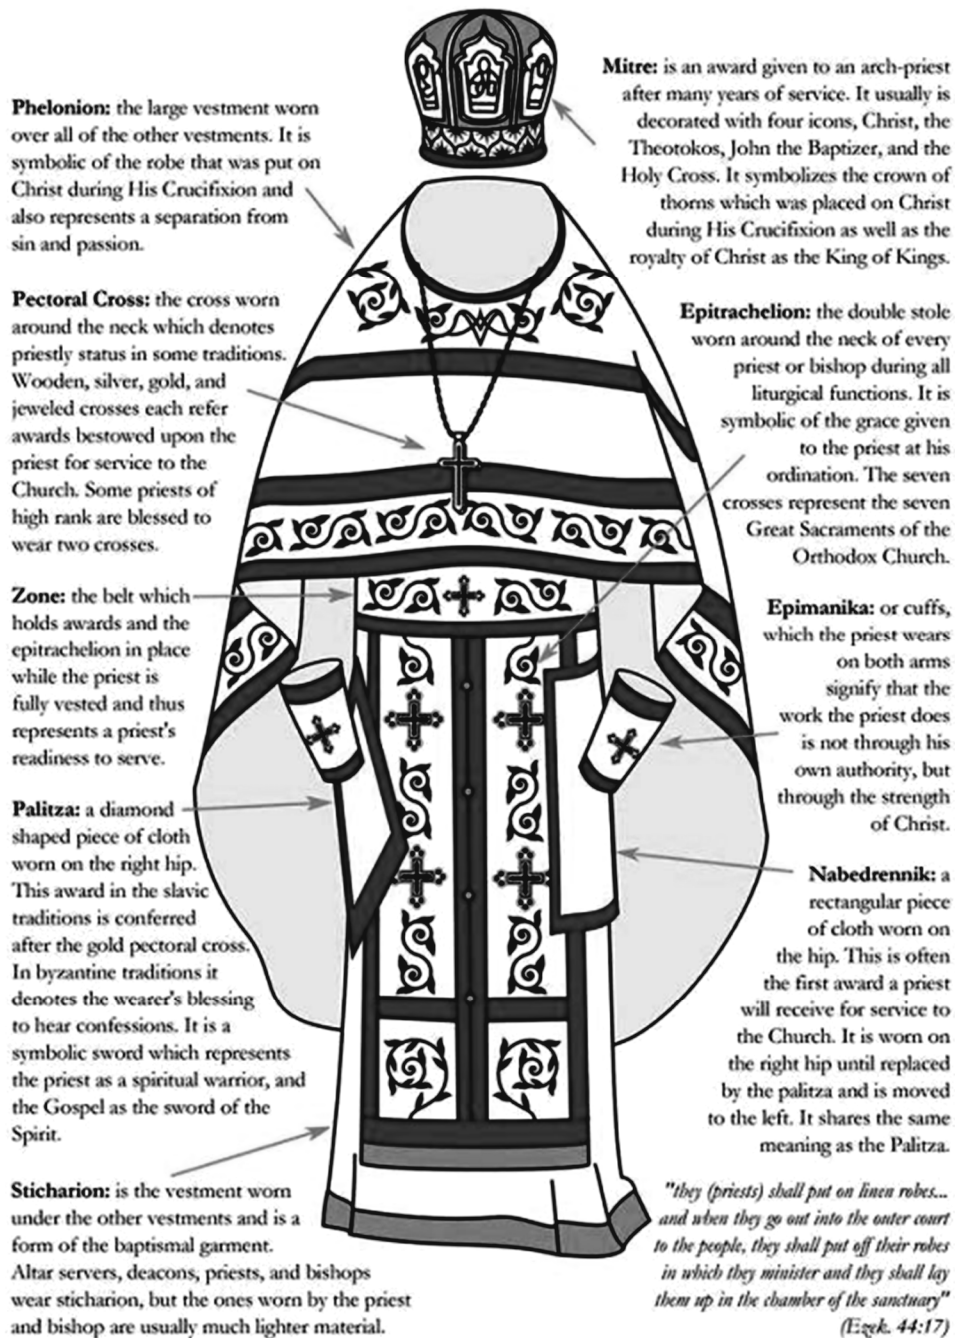 Phelonion: the large vestment worn
over all of the other vestments. It is
symbolic of the robe that was put on
Christ during His Crucifixion and
also represents a separation from
sin and passion.
Pectoral Cross: the cross worn
around the neck which denotes
priestly status in some traditions.
Wooden, silver, gold, and
jeweled crosses each refer
awards bestowed upon the
priest for service to the
Church. Some priests of
high rank are blessed to
wear two crosses.
Zone: the belt which
holds awards and the
epitrachelion in place
while the priest is
fully vested and thus
represents a priest's
readiness to serve.
Palitza: a diamond
shaped piece of cloth
worn on the right hip.
This award in the slavic
traditions is conferred
after the gold pectoral cross.
In byzantine traditions it
denotes the wearer's blessing
to hear confessions. It is a
symbolic sword which represents
the priest as a spiritual warrior, and
the Gospel as the sword of the
Spirit.
Sticharion: is the vestment worn
under the other vestments and is a
form of the baptismal garment.
Altar servers, deacons, priests, and bishops
wear sticharion, but the ones worn by the priest
and bishop are usually much lighter material.
Mitre: is an award given to an arch-priest
after many years of service. It usually is
decorated with four icons, Christ, the
Theotokos, John the Baptizer, and the
Holy Cross. It symbolizes the crown of
thorns which was placed on Christ
during His Crucifixion as well as the
royalty of Christ as the King of Kings.
Epitrachelion: the double stole
worn around the neck of every
priest or bishop during all
liturgical functions. It is
symbolic of the grace given
to the priest at his
ordination. The seven
crosses represent the seven
Great Sacraments of the
Orthodox Church.
Epimanika: or cuffs,
which the priest wears
on both arms
signify that the
work the priest does
is not through his
own authority, but
through the strength
of Christ.
Nabedrennik: a
rectangular piece
of cloth worn on
the hip. This is often
the first award a priest
will receive for service to
the Church. It is worn on
the right hip until replaced
by the palitza and is moved
to the left. It shares the same
meaning as the Palitza.
"they (priests) shall put on linen robes...
and when they go out into the outer court
to the people, they shall put off their robes
in which they minister and they shall lay
them up in the chamber of the sanctuary"
(Ezek. 44:17)